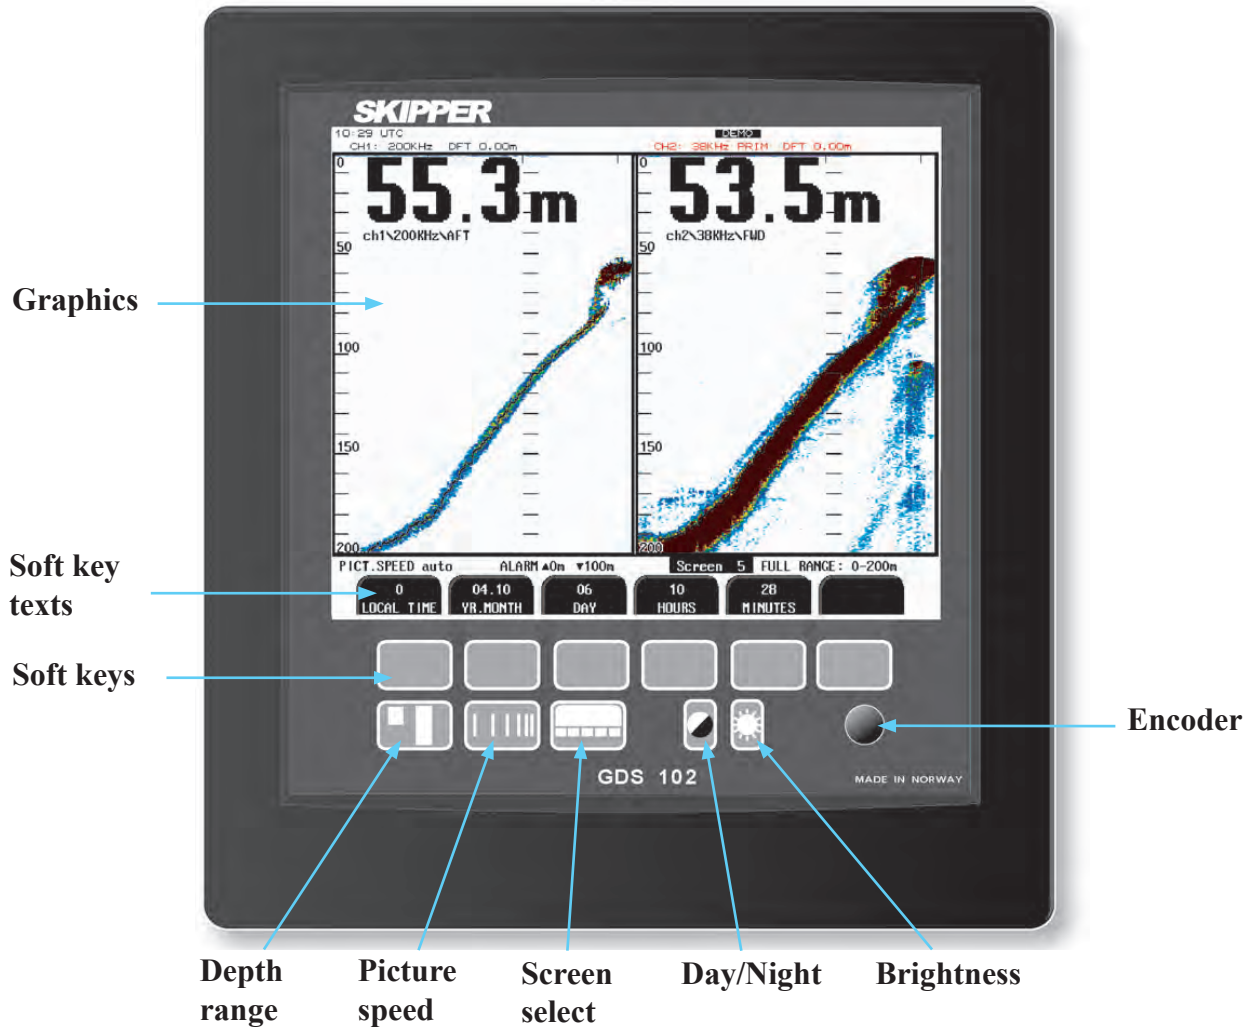 SKIPPER
10:29 UTC
DEMO
CH1: 200KHz DFT 0.00m
CH2: 38KHz PRIM DFT 0.00m
0
55.3m
0
53.5m
ch1\200KHz\AFT
ch2\38KHz\FWD
50
50
Graphics
100
100
150
150
200
200
PICT.SPEED auto
ALARM ▲0m ▼100m
Screen 5
FULL RANGE: 0-200m
Soft key
texts
0
LOCAL TIME
04.10
YR.MONTH
06
DAY
10
HOURS
28
MINUTES
Soft keys
Encoder
GDS 102
MADE IN NORWAY
Depth
range
Picture
speed
Screen
select
Day/Night
Brightness